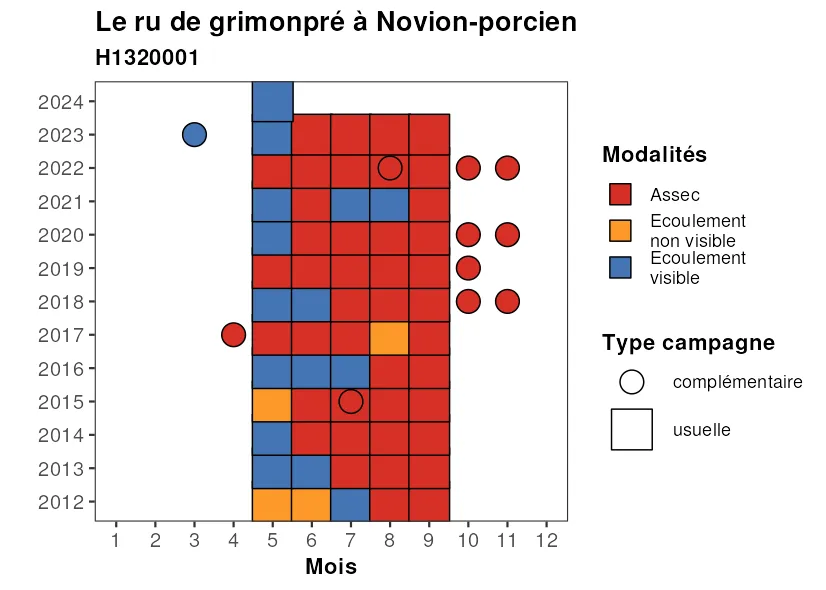 Le ru de grimonpré à Novion-porcien
H1320001
2024
2023
2022
2021
2020
2019
2018
2017
2016
2015
2014
2013
2012
1 2 3 4 5 6 7 8 9 10 11 12
Mois
Modalités
Assec
Ecoulement
non visible
Ecoulement
visible
Type campagne
complémentaire
usuelle